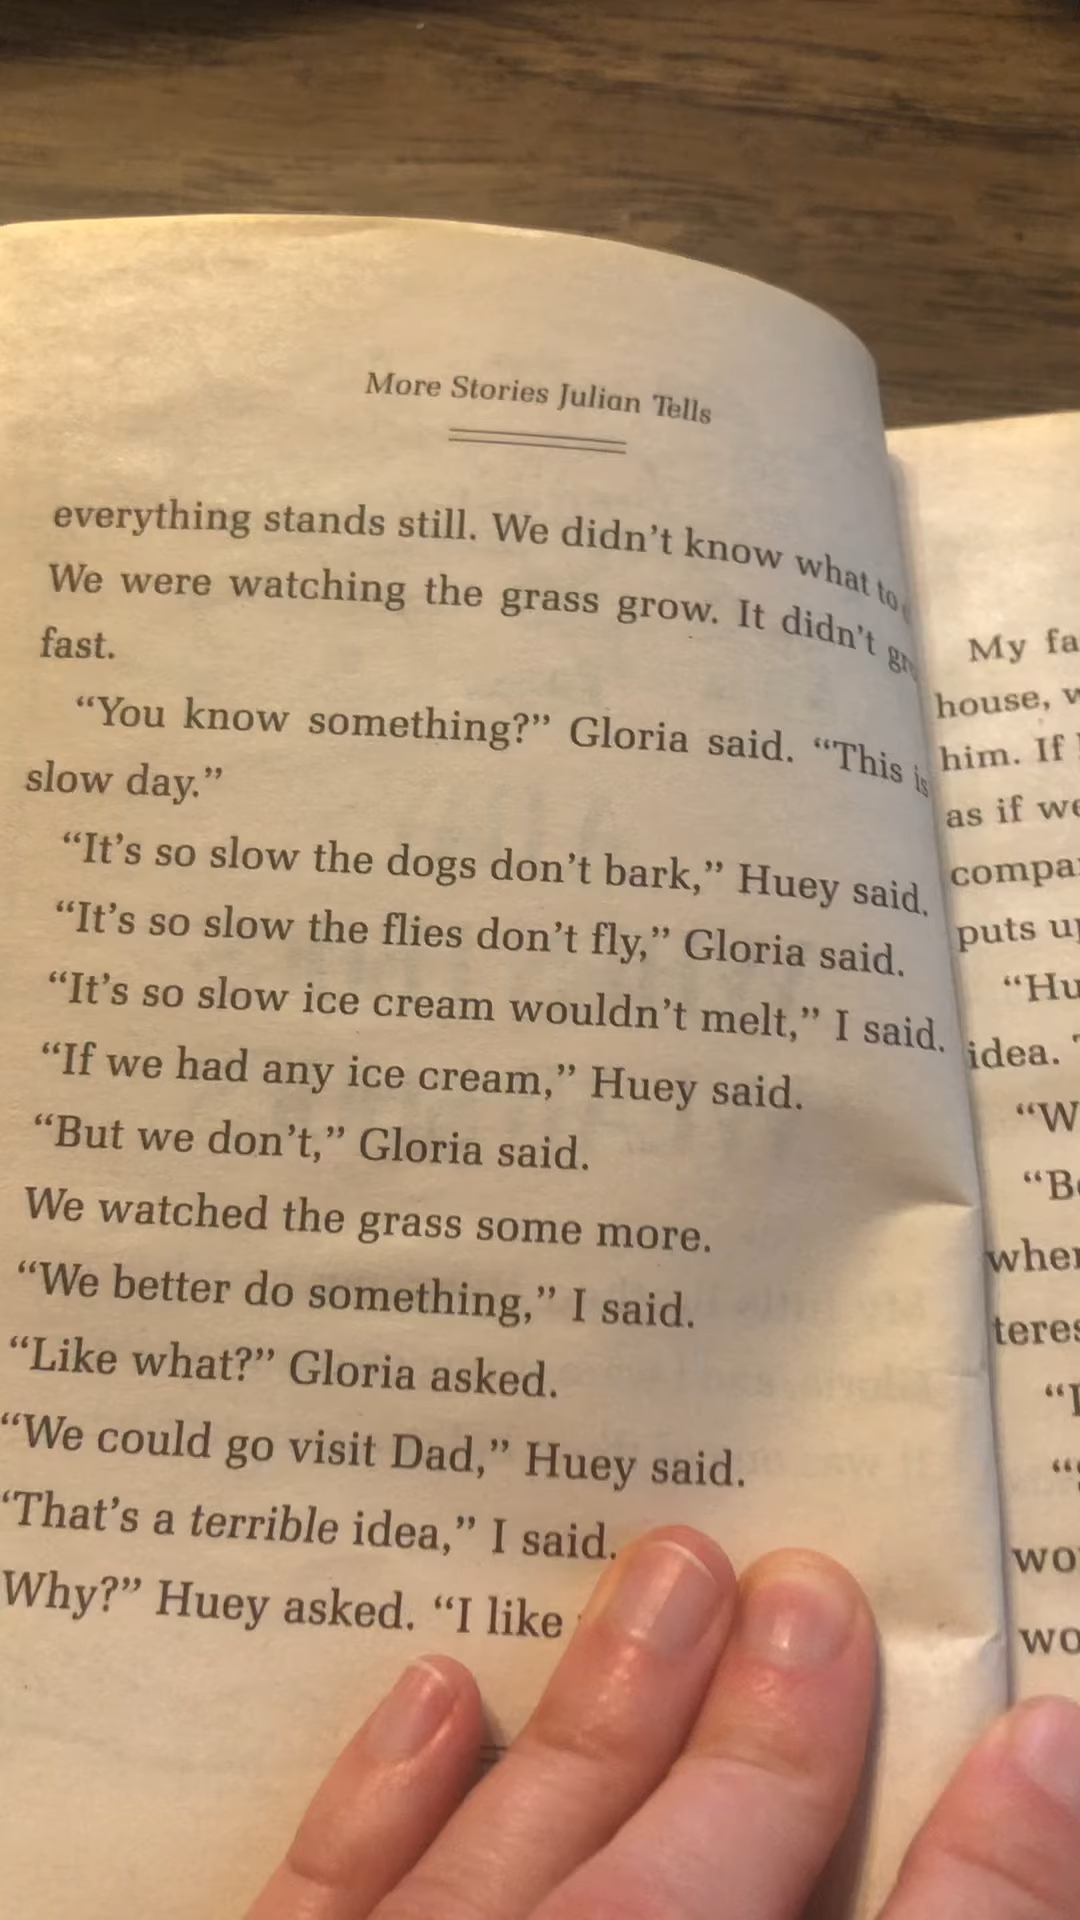 More Stories Julian Tells
everything stands still. We didn't know what to
We were watching the grass grow. It didn't
fast.
"You know something?" Gloria said. "This is
slow day."
"It's so slow the dogs don't bark," Huey said.
"It's so slow the flies don't fly," Gloria said.
"It's so slow ice cream wouldn't melt," I said.
"If we had any ice cream," Huey said.
"But we don't," Gloria said.
We watched the grass some more.
"We better do something," I said.
"Like what?" Gloria asked.
"We could go visit Dad," Huey said.
'That's a terrible idea," I said.
Why?" Huey asked. "I like
My
house,
him. If
as if
puts
idea.